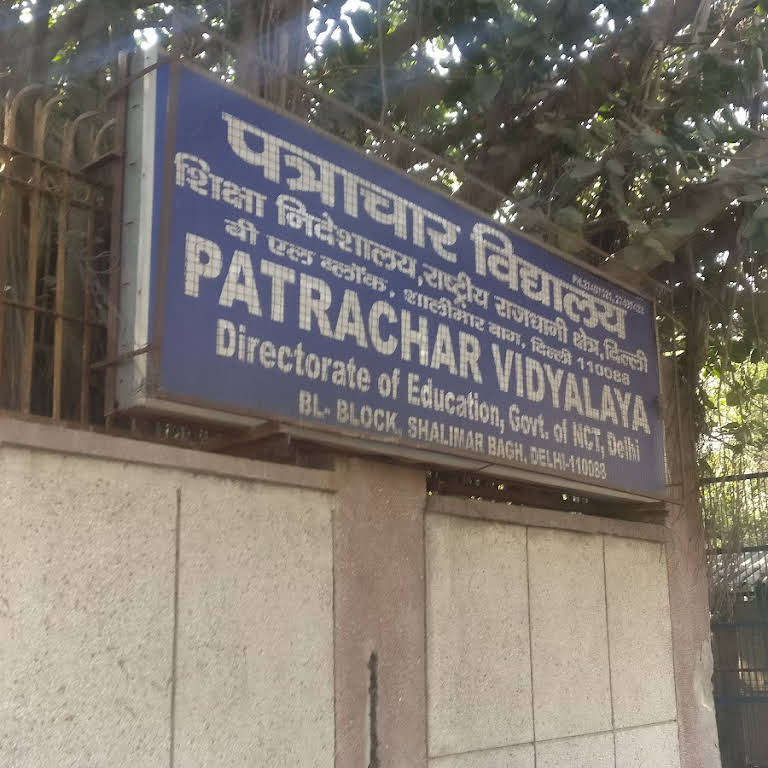 पत्राचार विद्यालय
शिक्षा निदेशालय, राष्ट्रीय राजधानी क्षेत्र, दिल्ली
बी एल ब्लॉक, शालीमार बाग, दिल्ली 110088
PATRACHAR VIDYALAYA
Directorate of Education, Govt. of NCT, Delhi
BL- BLOCK, SHALIMAR BAGH, DELHI-110088